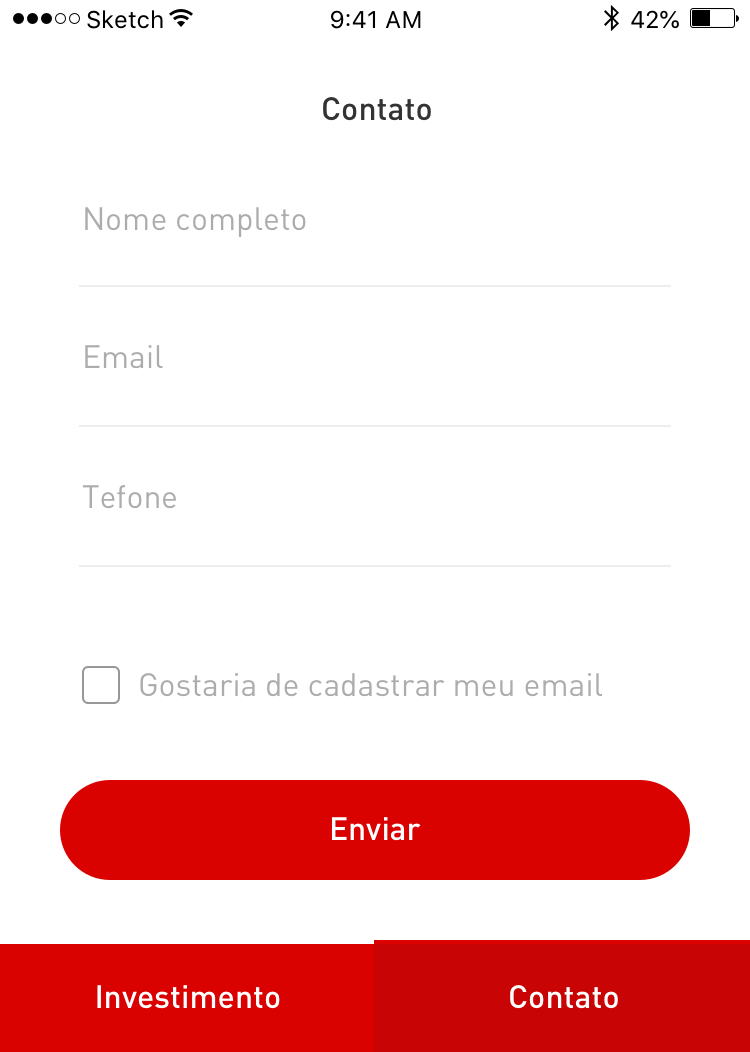 Sketch 9:41 AM 42%
Contato
Nome completo
Email
Tefone
Gostaria de cadastrar meu email
Enviar
Investimento Contato